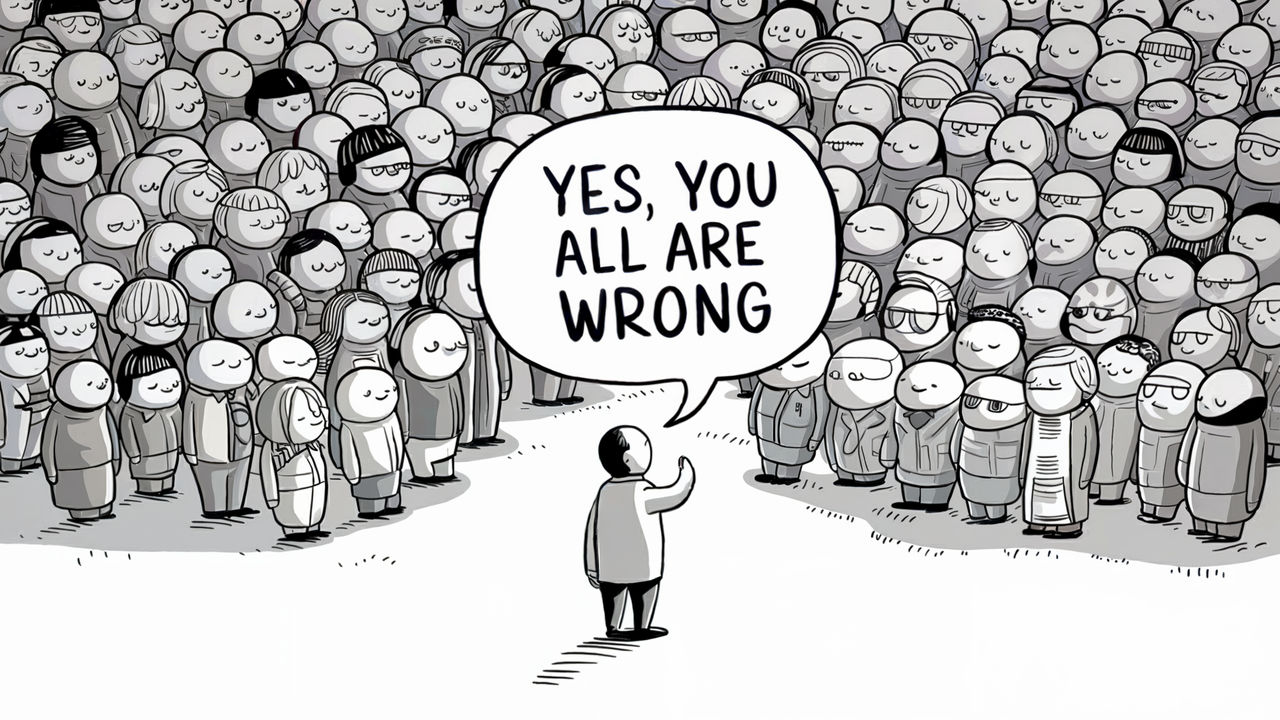 YES, YOU
ALL ARE
WRONG